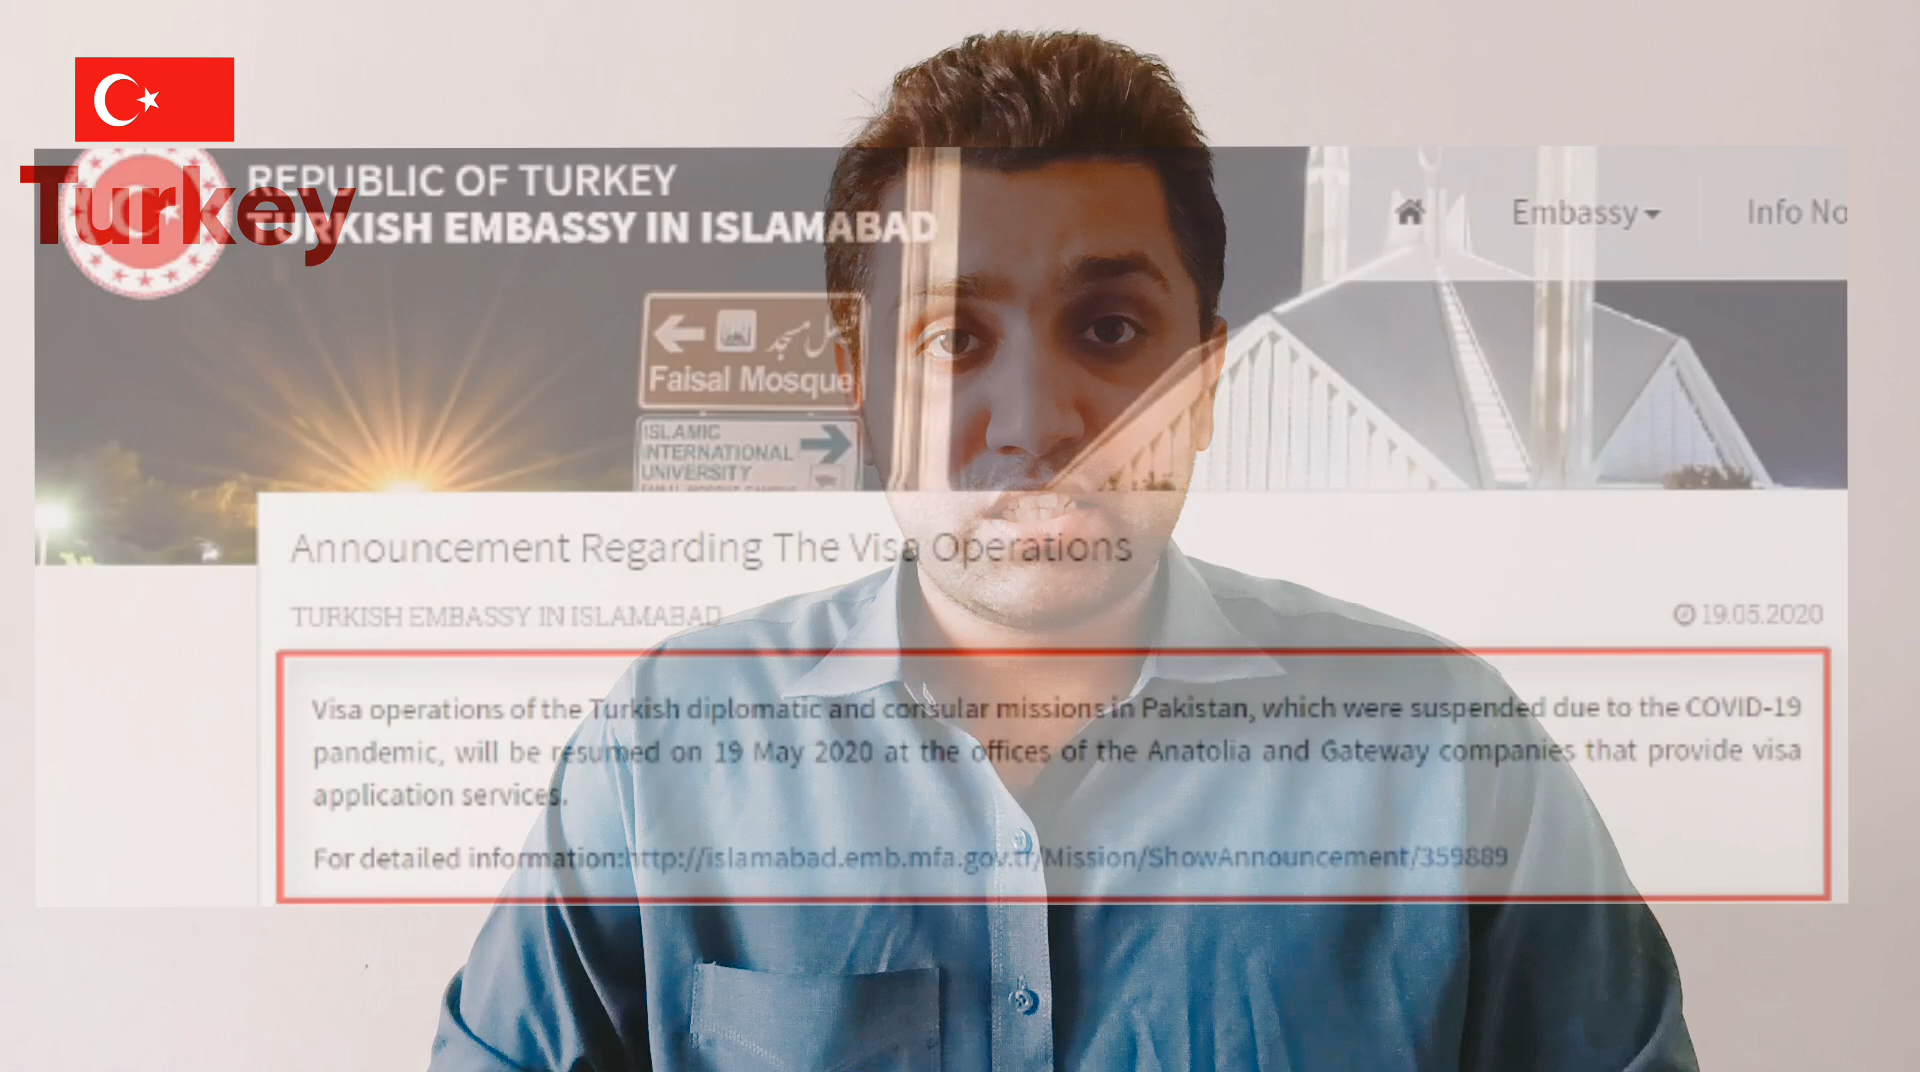 Turkey
REPUBLIC OF TURKEY
TURKISH EMBASSY IN ISLAMABAD
Embassy
Info No
Faisal Mosque
ISLAMIC
INTERNATIONAL
UNIVERSITY
Announcement Regarding The Visa Operations
TURKISH EMBASSY IN ISLAMABAD
19.05.2020
Visa operations of the Turkish diplomatic and consular missions in Pakistan, which were suspended due to the COVID-19
pandemic, will be resumed on 19 May 2020 at the offices of the Anatolia and Gateway companies that provide visa
application services.
For detailed information:http://islamabad.emb.mfa.gov.tr/Mission/ShowAnnouncement/359889